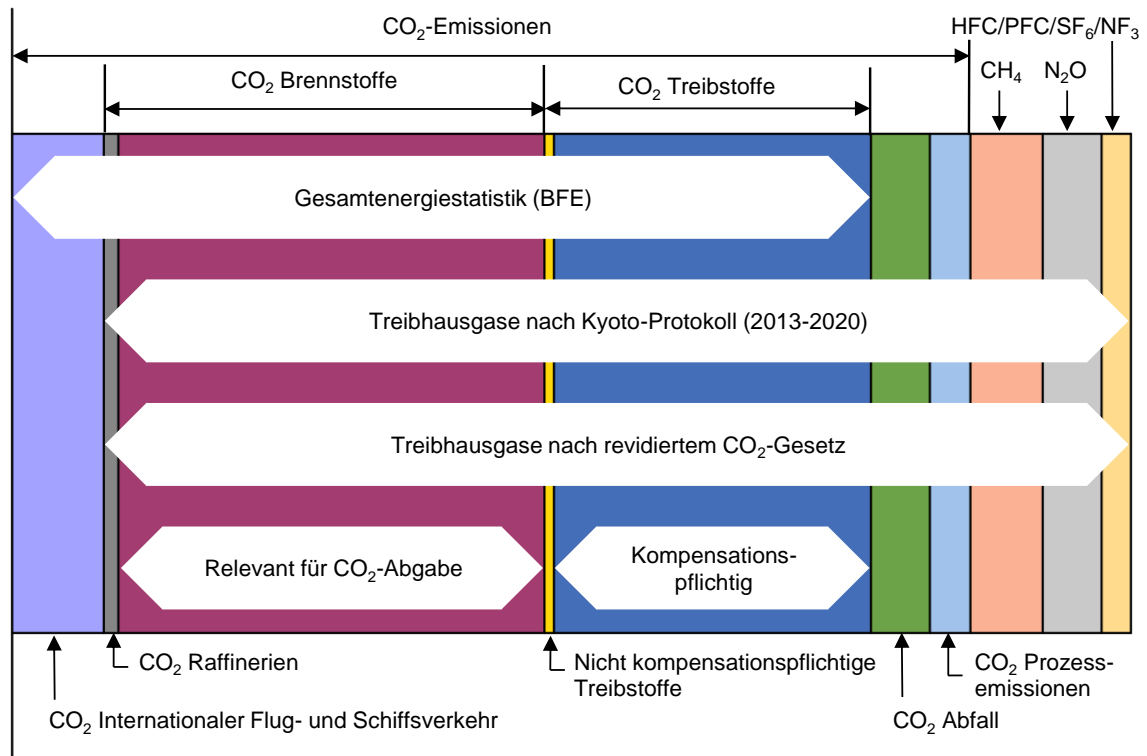 CO₂-Emissionen
HFC/PFC/SF₆/NF₃
CO₂ Brennstoffe
CO₂ Treibstoffe
CH₄
N₂O
Gesamtenergiestatistik (BFE)
Treibhausgase nach Kyoto-Protokoll (2013-2020)
Treibhausgase nach revidiertem CO₂-Gesetz
Relevant für CO₂-Abgabe
Kompensations-
pflichtig
CO₂ Raffinerien
Nicht kompensationspflichtige
Treibstoffe
CO₂ Prozess-
emissionen
CO₂ Internationaler Flug- und Schiffsverkehr
CO₂ Abfall